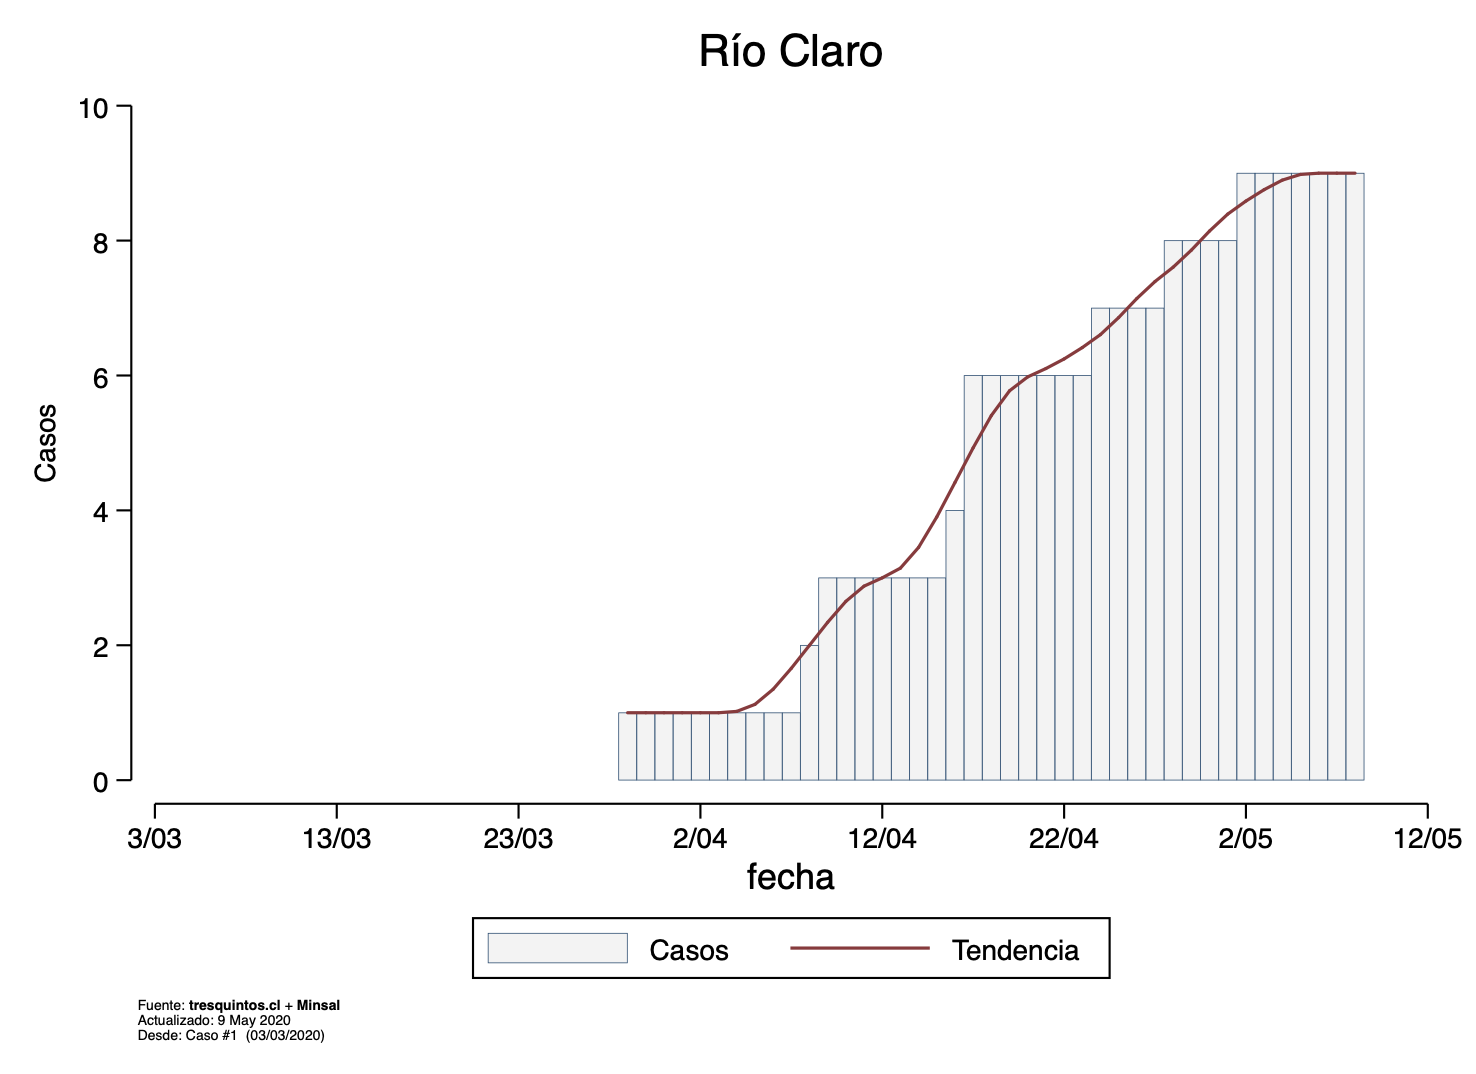 Río Claro
10
8
6
4
2
0
Casos
3/03 13/03 23/03 2/04 12/04 22/04 2/05 12/05
fecha
Casos Tendencia
Fuente: tresquintos.cl + Minsal
Actualizado: 9 May 2020
Desde: Caso #1 (03/03/2020)